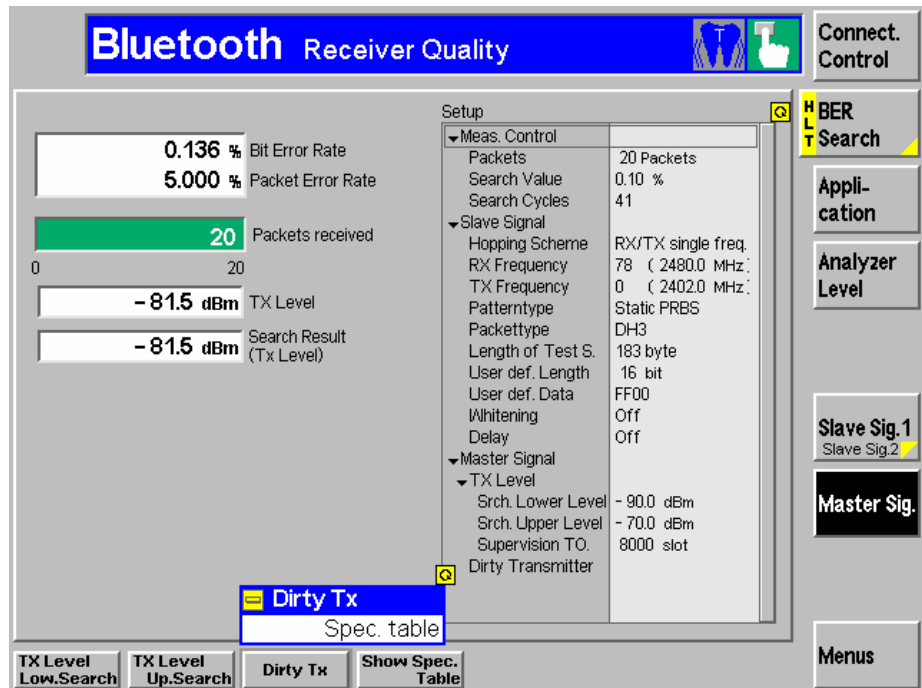 Bluetooth Receiver Quality
T
Connect.
Control
0.136 % Bit Error Rate
5.000 % Packet Error Rate
20 Packets received
0 20
-81.5 dBm TX Level
-81.5 dBm Search Result
(Tx Level)
Setup
Meas. Control
Packets 20 Packets
Search Value 0.10 %
Search Cycles 41
Slave Signal
Hopping Scheme RX/TX single freq.
RX Frequency 78 ( 2480.0 MHz
TX Frequency 0 ( 2402.0 MHz
Patterntype Static PRBS
Packettype DH3
Length of Test S. 183 byte
User def. Length 16 bit
User def. Data FF00
Whitening Off
Delay Off
Master Signal
TX Level
Srch. Lower Level - 90.0 dBm
Srch. Upper Level - 70.0 dBm
Supervision TO. 8000 slot
Dirty Transmitter
Dirty Tx
Spec. table
TX Level
Low.Search
TX Level
Up.Search
Dirty Tx
Show Spec.
Table
HLT
BER
Search
Appli-
cation
Analyzer
Level
Slave Sig.1
Slave Sig.2
Master Sig.
Menus